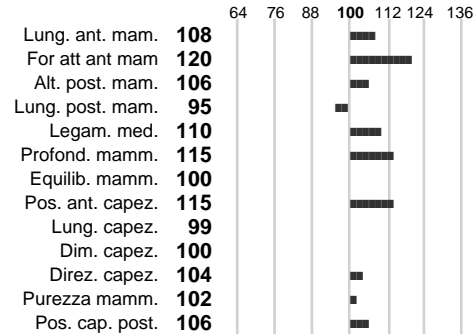 64 76 88 100 112 124 136
Lung. ant. mam. 108
For att ant mam 120
Alt. post. mam. 106
Lung. post. mam. 95
Legam. med. 110
Profond. mamm. 115
Equilib. mamm. 100
Pos. ant. capez. 115
Lung. capez. 99
Dim. capez. 100
Direz. capez. 104
Purezza mamm. 102
Pos. cap. post. 106